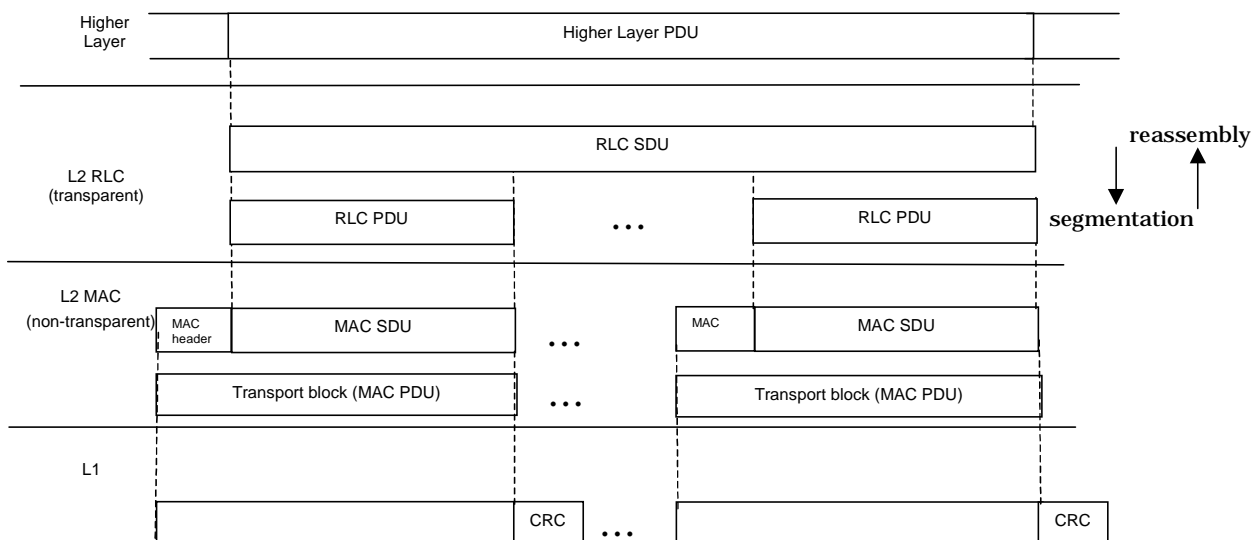 Higher
Layer
Higher Layer PDU
RLC SDU
reassembly
L2 RLC
(transparent)
RLC PDU
...
RLC PDU
segmentation
L2 MAC
(non-transparent)
MAC
header
MAC SDU
...
MAC
MAC SDU
Transport block (MAC PDU)
...
Transport block (MAC PDU)
L1
CRC
...
CRC